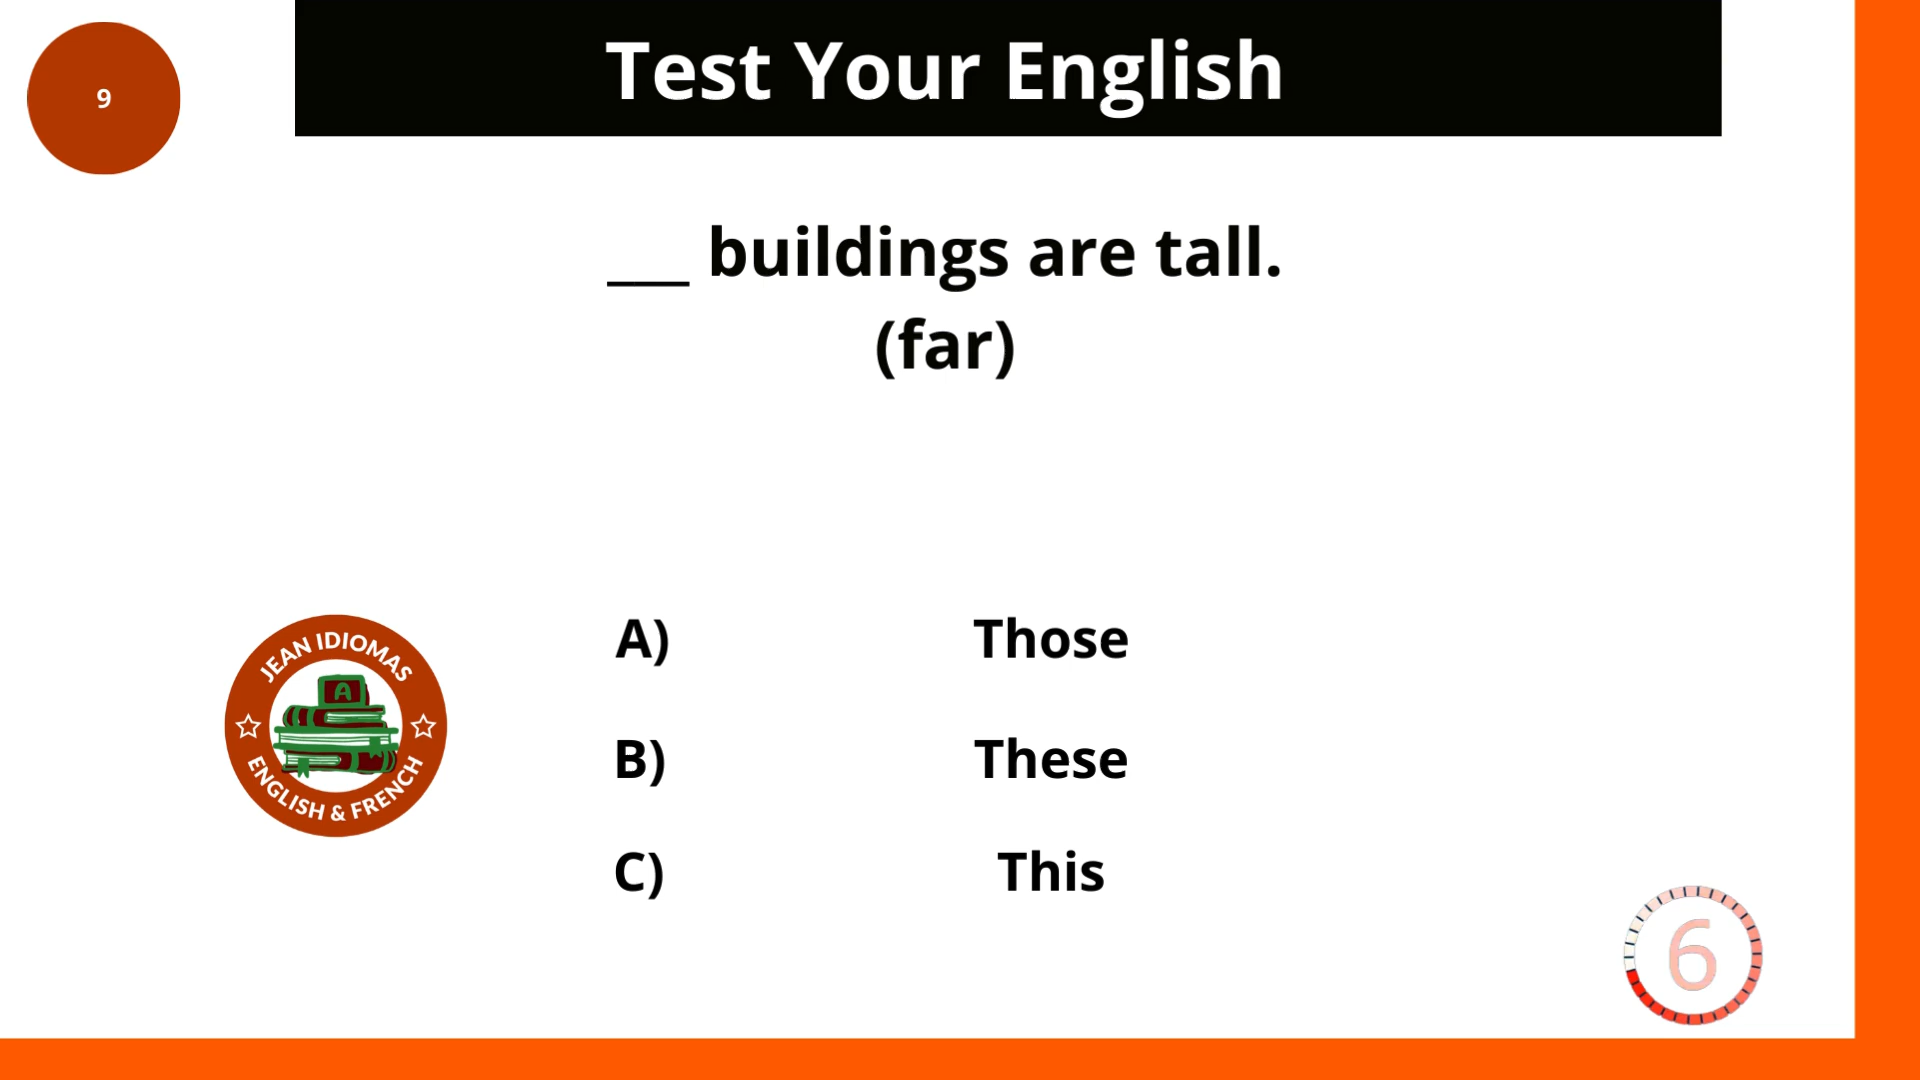 9
Test Your English
___ buildings are tall.
(far)
A) Those
B) These
C) This
JEAN IDIOMAS
A
ENGLISH & FRENCH
6